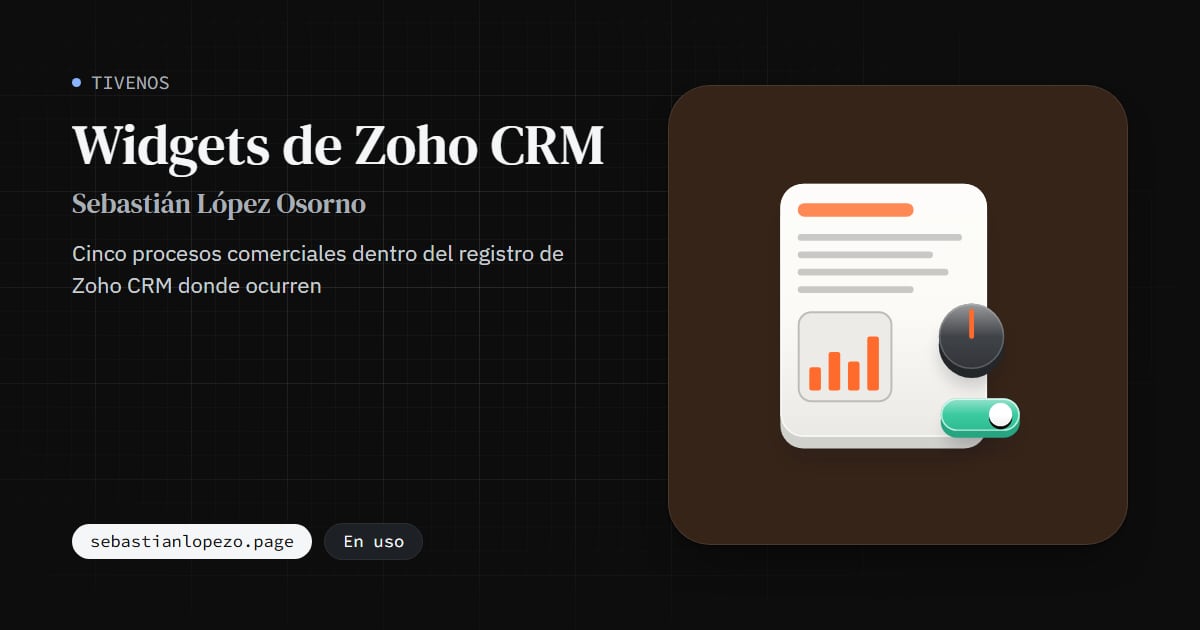 TIVENOS
Widgets de Zoho CRM
Sebastián López Osorno
Cinco procesos comerciales dentro del registro de
Zoho CRM donde ocurren
sebastianlopezo.page
En uso